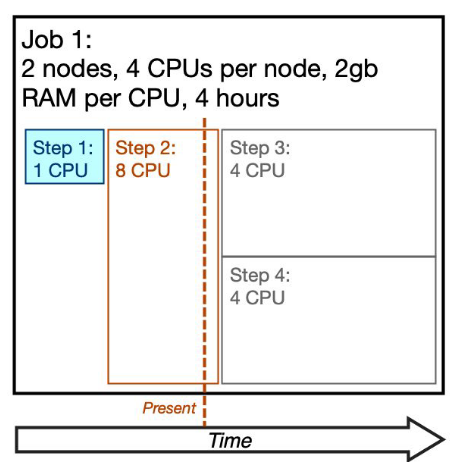 Job 1:
2 nodes, 4 CPUs per node, 2gb
RAM per CPU, 4 hours
Step 1:
1 CPU
Step 2:
8 CPU
Step 3:
4 CPU
Step 4:
4 CPU
Present
Time